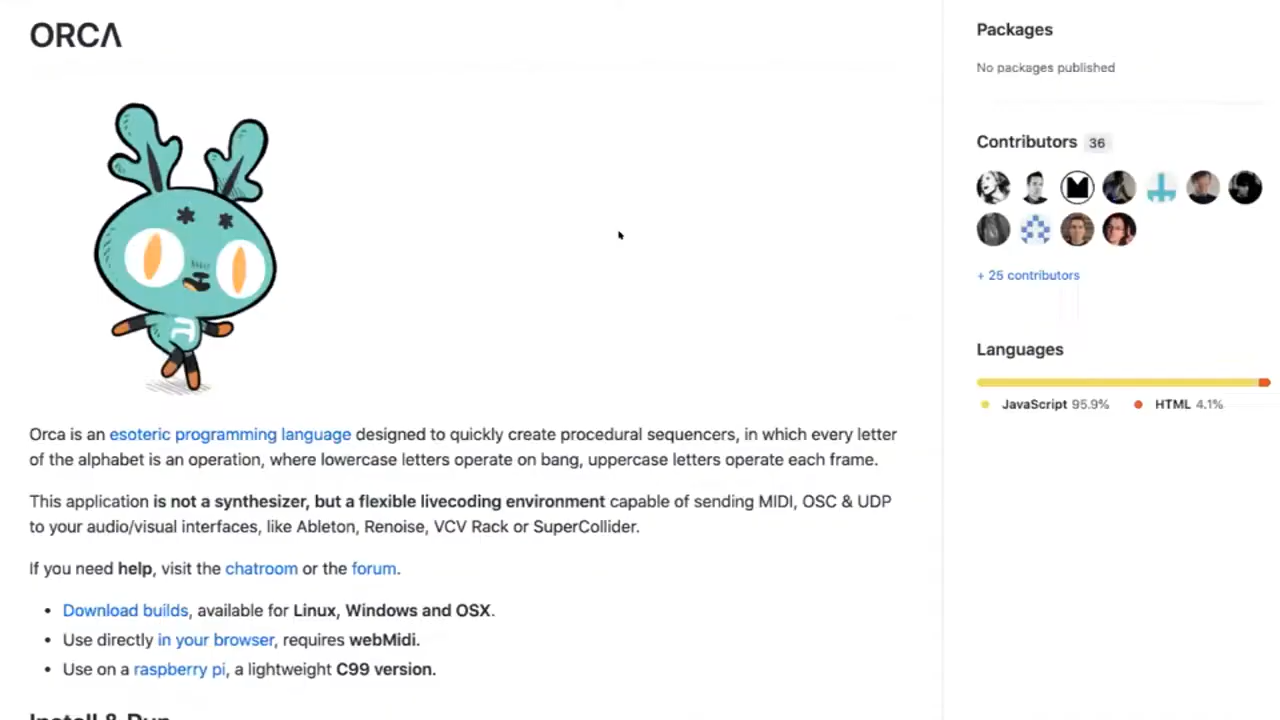 ORCΛ
Orca is an esoteric programming language designed to quickly create procedural sequencers, in which every letter
of the alphabet is an operation, where lowercase letters operate on bang, uppercase letters operate each frame.
This application is not a synthesizer, but a flexible livecoding environment capable of sending MIDI, OSC & UDP
to your audio/visual interfaces, like Ableton, Renoise, VCV Rack or SuperCollider.
If you need help, visit the chatroom or the forum.
• Download builds, available for Linux, Windows and OSX.
• Use directly in your browser, requires webMidi.
• Use on a raspberry pi, a lightweight C99 version.
Install & Run
Packages
No packages published
Contributors 36
+ 25 contributors
Languages
JavaScript 95.9% HTML 4.1%